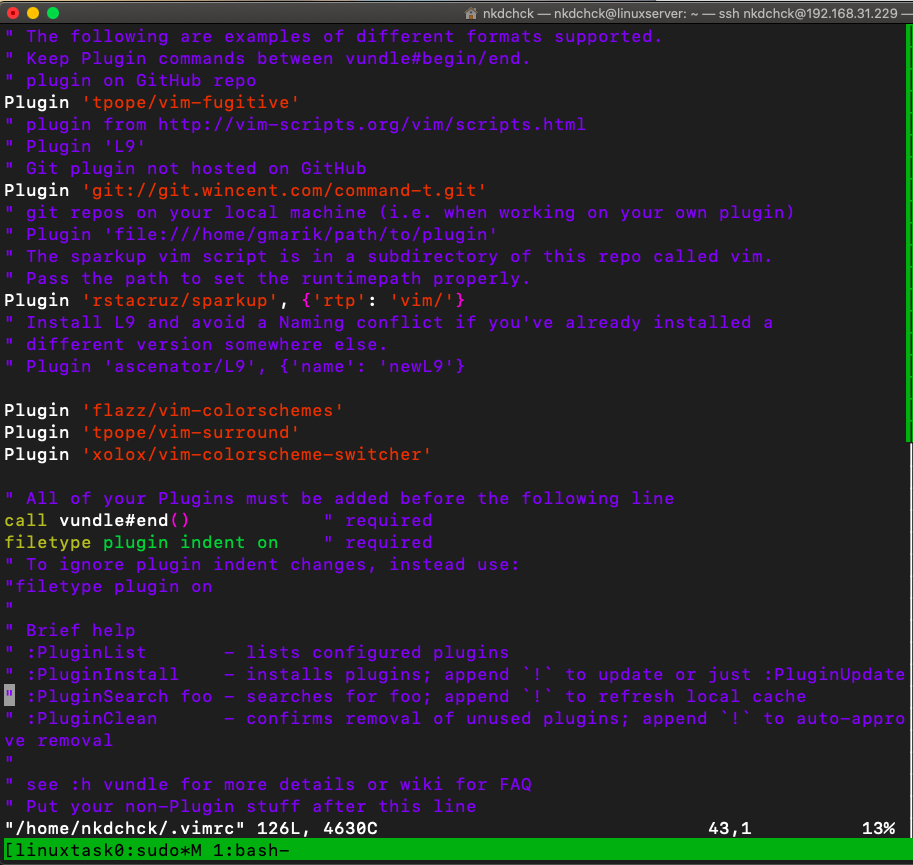 nkdchck — nkdchck@linuxserver: ~ — ssh nkdchck@192.168.31.229 —
" The following are examples of different formats supported.
" Keep Plugin commands between vundle#begin/end.
" plugin on GitHub repo
Plugin 'tpope/vim-fugitive'
" plugin from http://vim-scripts.org/vim/scripts.html
" Plugin 'L9'
" Git plugin not hosted on GitHub
Plugin 'git://git.wincent.com/command-t.git'
" git repos on your local machine (i.e. when working on your own plugin)
" Plugin 'file:///home/gmarik/path/to/plugin'
" The sparkup vim script is in a subdirectory of this repo called vim.
" Pass the path to set the runtimepath properly.
Plugin 'rstacruz/sparkup', {'rtp': 'vim/'}
" Install L9 and avoid a Naming conflict if you've already installed a
" different version somewhere else.
" Plugin 'ascenator/L9', {'name': 'newL9'}
Plugin 'flazz/vim-colorschemes'
Plugin 'tpope/vim-surround'
Plugin 'xolox/vim-colorscheme-switcher'
" All of your Plugins must be added before the following line
call vundle#end()            " required
filetype plugin indent on    " required
" To ignore plugin indent changes, instead use:
"filetype plugin on
"
" Brief help
" :PluginList       - lists configured plugins
" :PluginInstall    - installs plugins; append `!` to update or just :PluginUpdate
" :PluginSearch foo - searches for foo; append `!` to refresh local cache
" :PluginClean      - confirms removal of unused plugins; append `!` to auto-appro
ve removal
"
" see :h vundle for more details or wiki for FAQ
" Put your non-Plugin stuff after this line
"/home/nkdchck/.vimrc" 126L, 4630C 43,1 13%
[linuxtask0:sudo*M 1:bash-